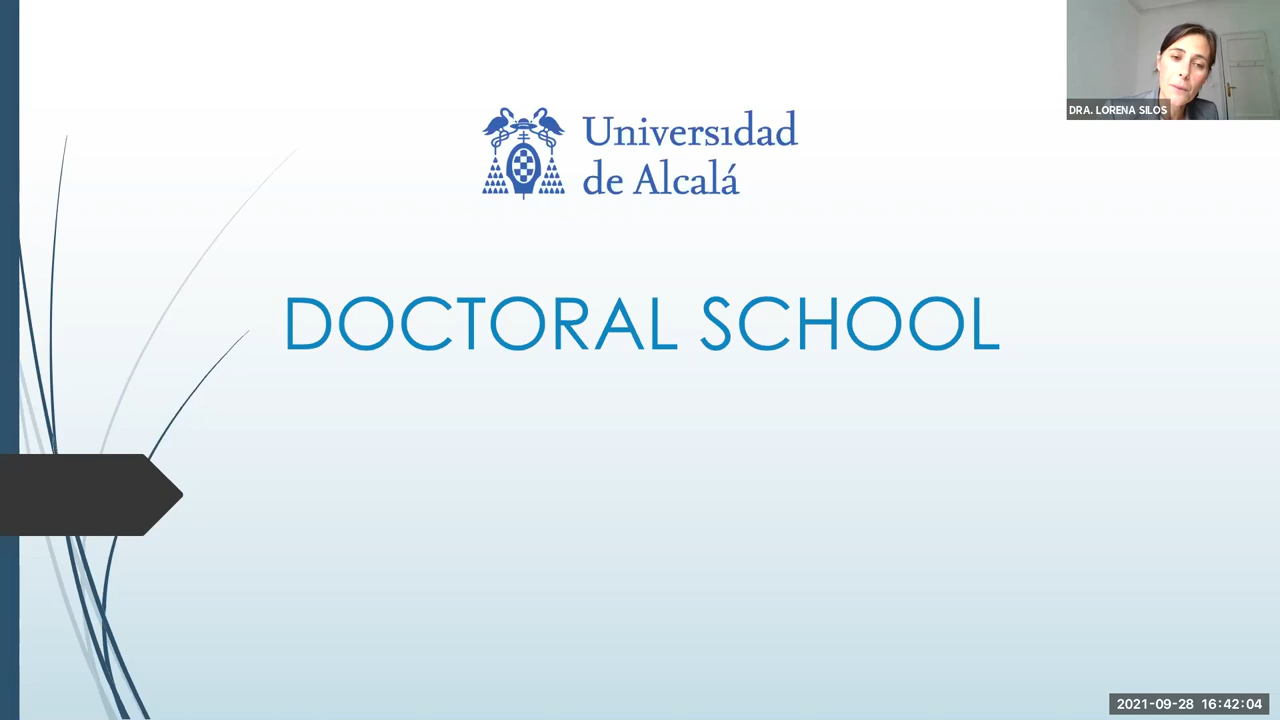 DRA. LORENA SILOS
Universidad
de Alcalá
DOCTORAL SCHOOL
2021-09-28 16:42:04